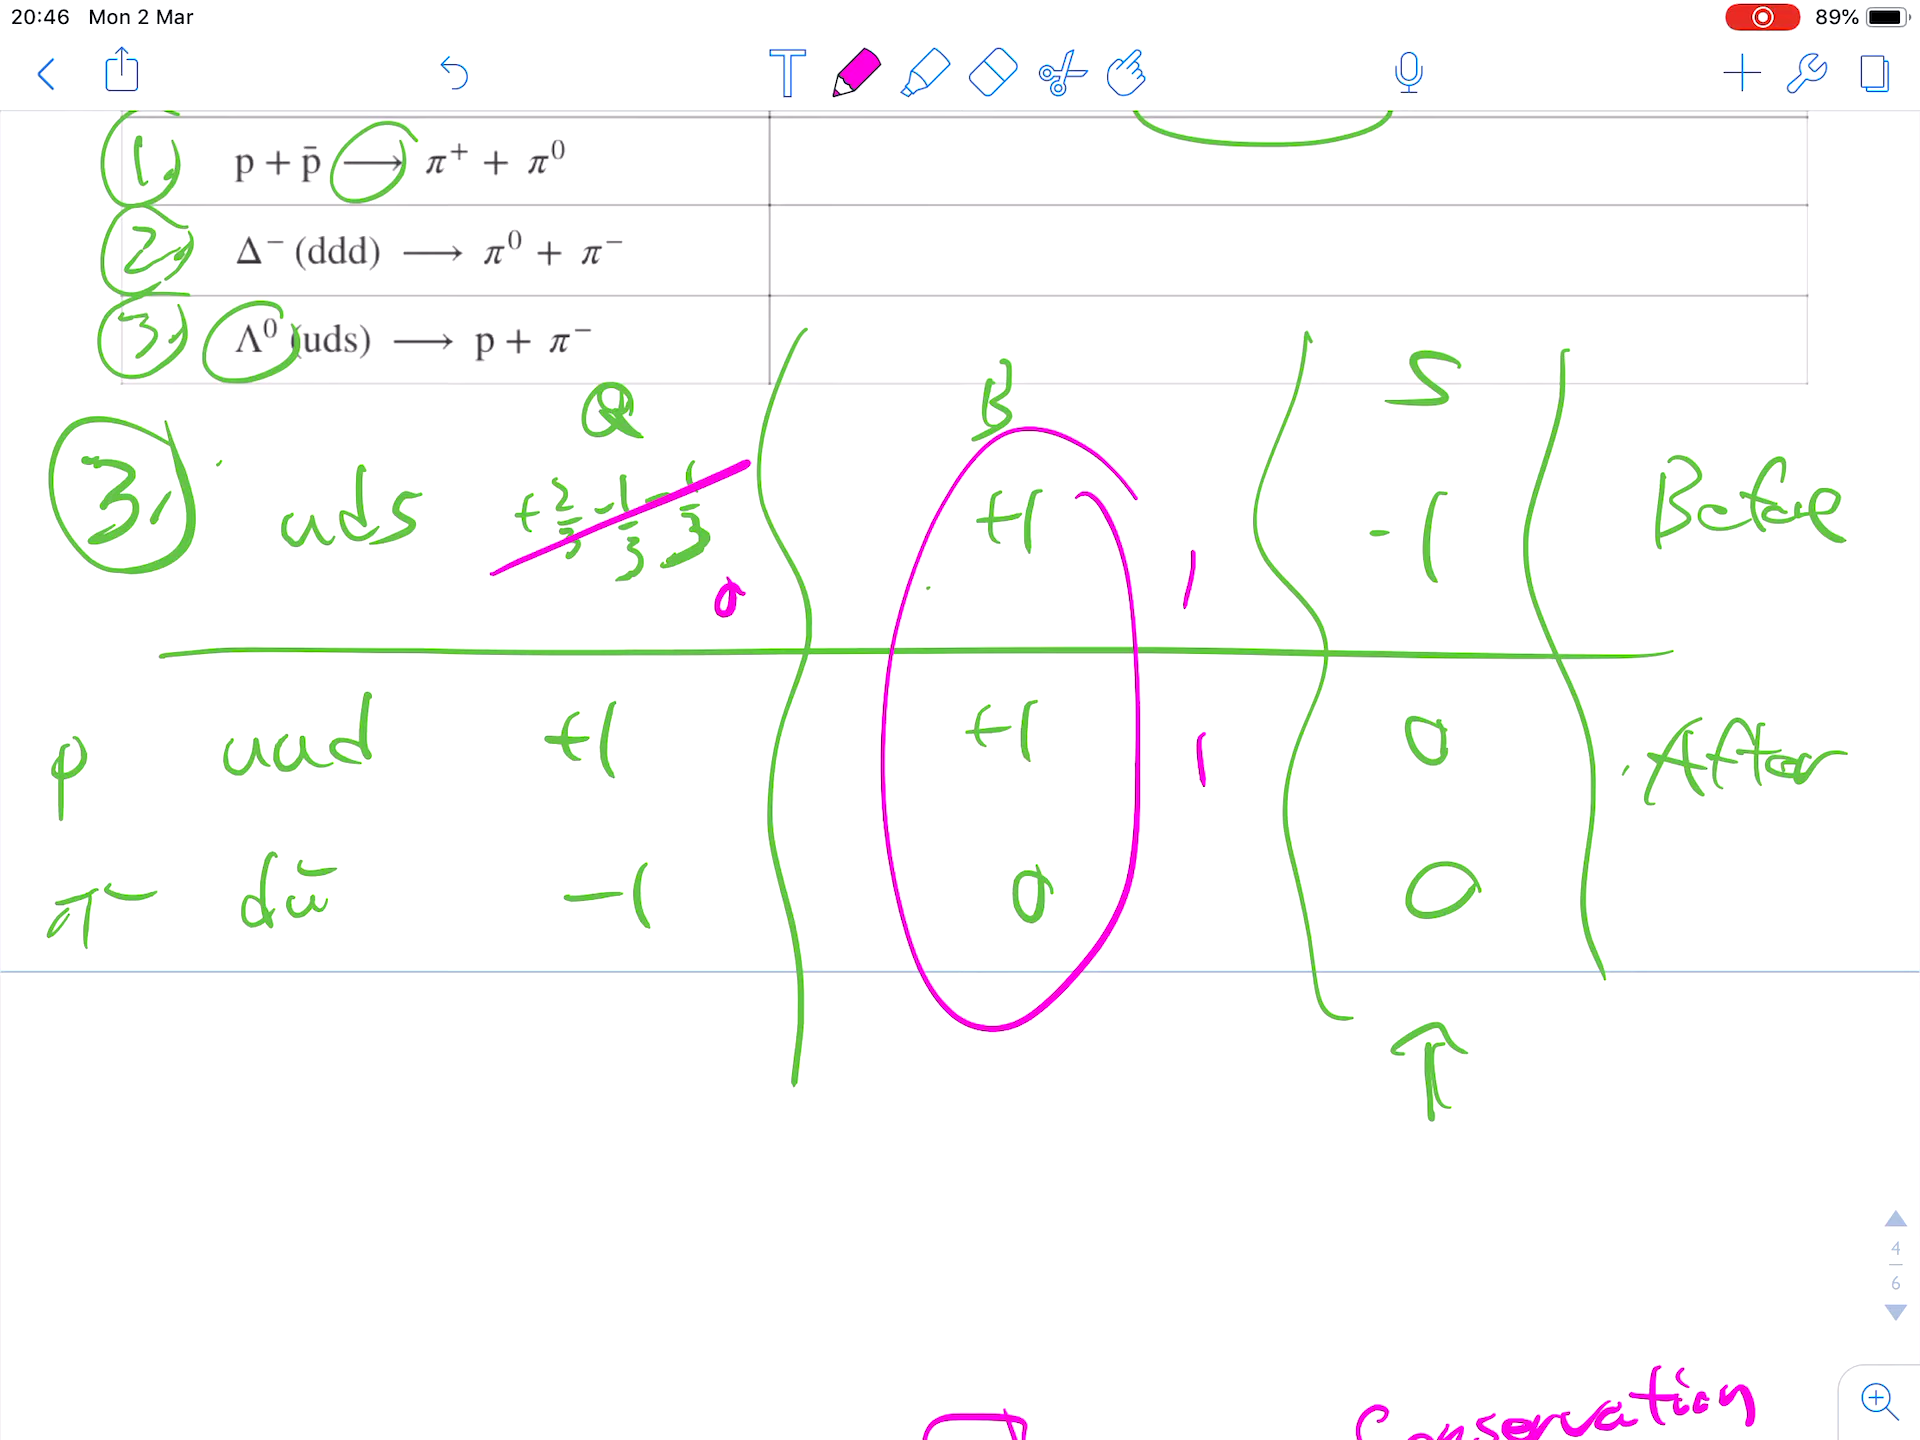 20:46 Mon 2 Mar 89%
T
1. p + p̄ ⟶ π⁺ + π⁰
2. Δ⁻ (ddd) ⟶ π⁰ + π⁻
3. Λ⁰ (uds) ⟶ p + π⁻
Q B S
3. uds +2/3 -1/3 -1/3 +1 -1 Before
0 1
p uud +1 +1 1 0 After
π⁻ dū -1 0 0
↑
4
6
Conservation